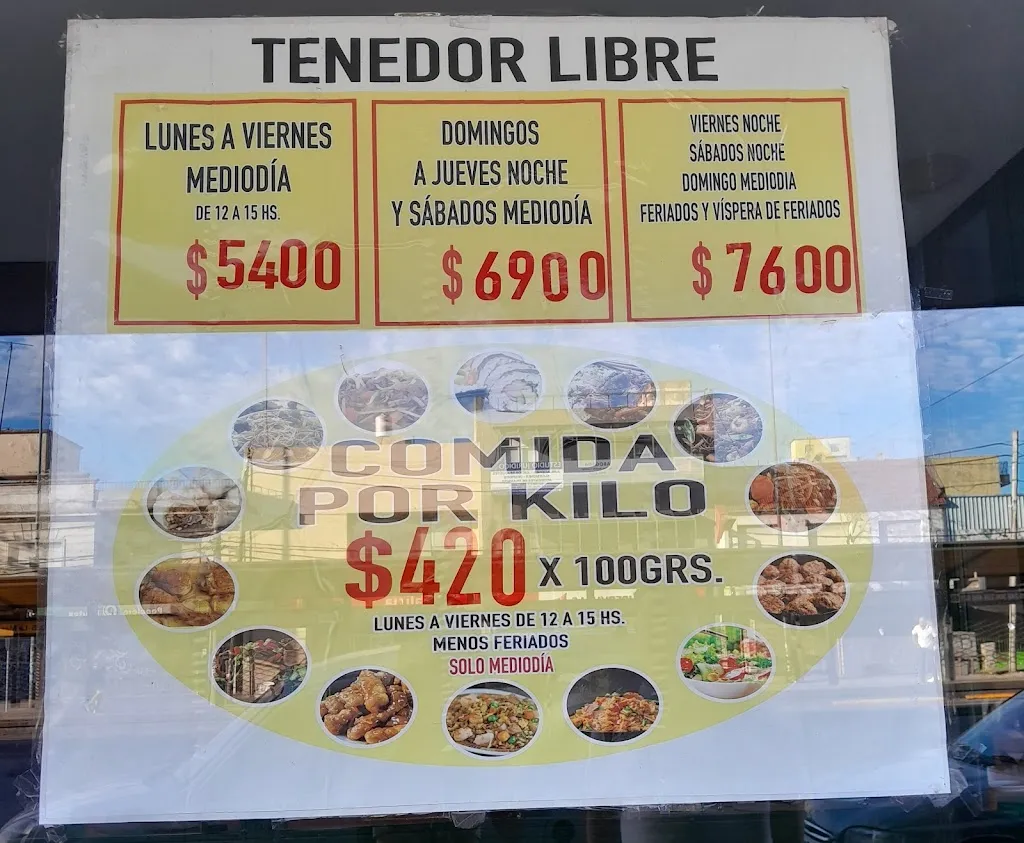 TENEDOR LIBRE
LUNES A VIERNES
MEDIODÍA
DE 12 A 15 HS.
$5400
DOMINGOS
A JUEVES NOCHE
Y SÁBADOS MEDIODÍA
$6900
VIERNES NOCHE
SÁBADOS NOCHE
DOMINGO MEDIODIA
FERIADOS Y VÍSPERA DE FERIADOS
$7600
COMIDA
POR KILO
$420 X 100GRS.
LUNES A VIERNES DE 12 A 15 HS.
MENOS FERIADOS
SOLO MEDIODÍA
ESTUDIO JURIDICO